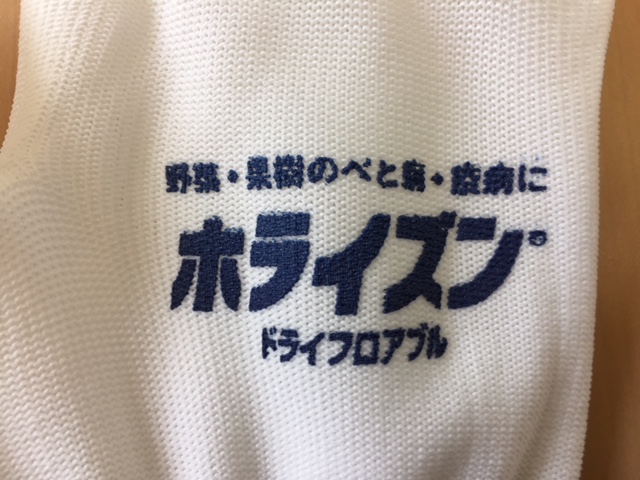 野菜・果樹のべと病・疫病に
ホライズン®
ドライフロアブル